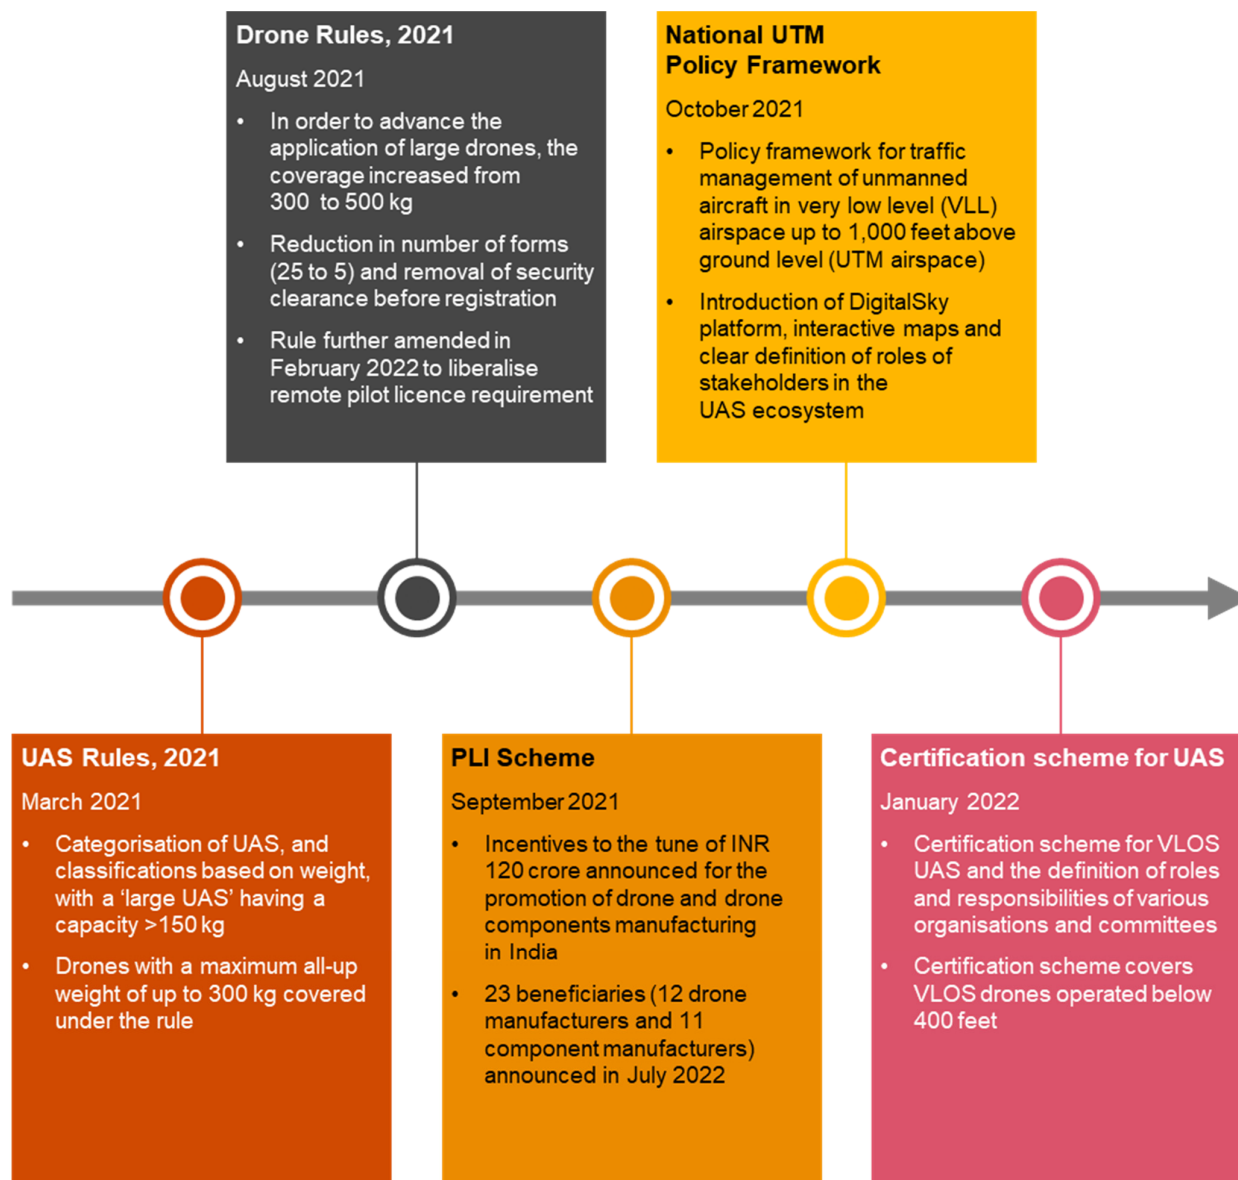 Drone Rules, 2021
August 2021
• In order to advance the
application of large drones, the
coverage increased from
300 to 500 kg
• Reduction in number of forms
(25 to 5) and removal of security
clearance before registration
• Rule further amended in
February 2022 to liberalise
remote pilot licence requirement
National UTM
Policy Framework
October 2021
• Policy framework for traffic
management of unmanned
aircraft in very low level (VLL)
airspace up to 1,000 feet above
ground level (UTM airspace)
• Introduction of DigitalSky
platform, interactive maps and
clear definition of roles of
stakeholders in the
UAS ecosystem
UAS Rules, 2021
March 2021
• Categorisation of UAS, and
classifications based on weight,
with a ‘large UAS’ having a
capacity >150 kg
• Drones with a maximum all-up
weight of up to 300 kg covered
under the rule
PLI Scheme
September 2021
• Incentives to the tune of INR
120 crore announced for the
promotion of drone and drone
components manufacturing
in India
• 23 beneficiaries (12 drone
manufacturers and 11
component manufacturers)
announced in July 2022
Certification scheme for UAS
January 2022
• Certification scheme for VLOS
UAS and the definition of roles
and responsibilities of various
organisations and committees
• Certification scheme covers
VLOS drones operated below
400 feet